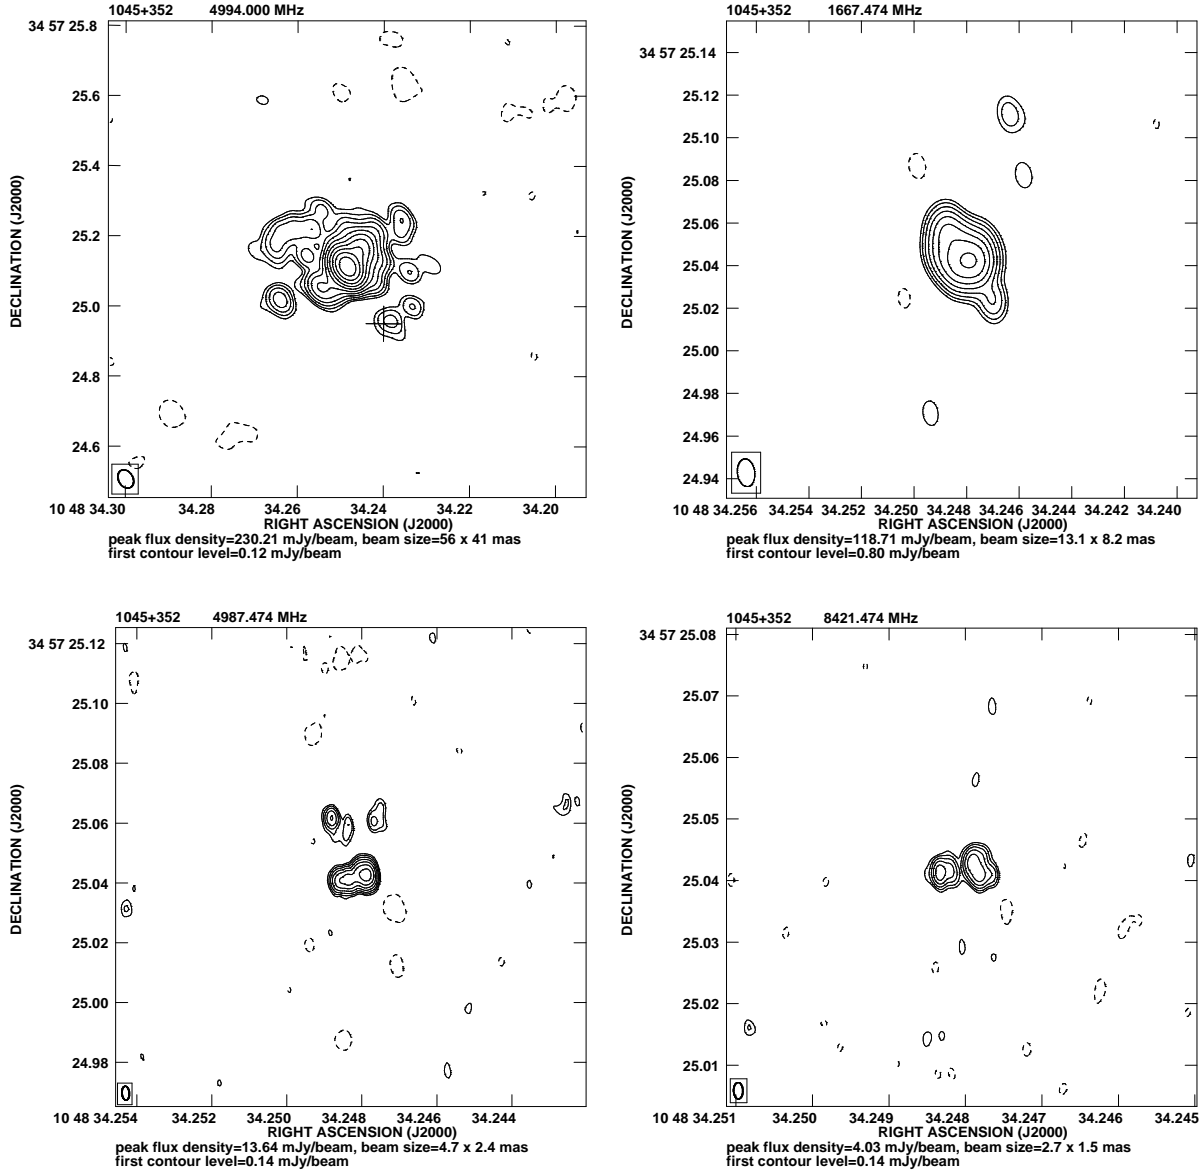 1045+352 4994.000 MHz
34 57 25.8
25.6
25.4
25.2
25.0
24.8
24.6
DECLINATION (J2000)
10 48 34.30 34.28 34.26 34.24 34.22 34.20
RIGHT ASCENSION (J2000)
peak flux density=230.21 mJy/beam, beam size=56 x 41 mas
first contour level=0.12 mJy/beam
1045+352 1667.474 MHz
34 57 25.14
25.12
25.10
25.08
25.06
25.04
25.02
25.00
24.98
24.96
24.94
DECLINATION (J2000)
10 48 34.256 34.254 34.252 34.250 34.248 34.246 34.244 34.242 34.240
RIGHT ASCENSION (J2000)
peak flux density=118.71 mJy/beam, beam size=13.1 x 8.2 mas
first contour level=0.80 mJy/beam
1045+352 4987.474 MHz
34 57 25.12
25.10
25.08
25.06
25.04
25.02
25.00
24.98
DECLINATION (J2000)
10 48 34.254 34.252 34.250 34.248 34.246 34.244
RIGHT ASCENSION (J2000)
peak flux density=13.64 mJy/beam, beam size=4.7 x 2.4 mas
first contour level=0.14 mJy/beam
1045+352 8421.474 MHz
34 57 25.08
25.07
25.06
25.05
25.04
25.03
25.02
25.01
DECLINATION (J2000)
10 48 34.251 34.250 34.249 34.248 34.247 34.246 34.245
RIGHT ASCENSION (J2000)
peak flux density=4.03 mJy/beam, beam size=2.7 x 1.5 mas
first contour level=0.14 mJy/beam